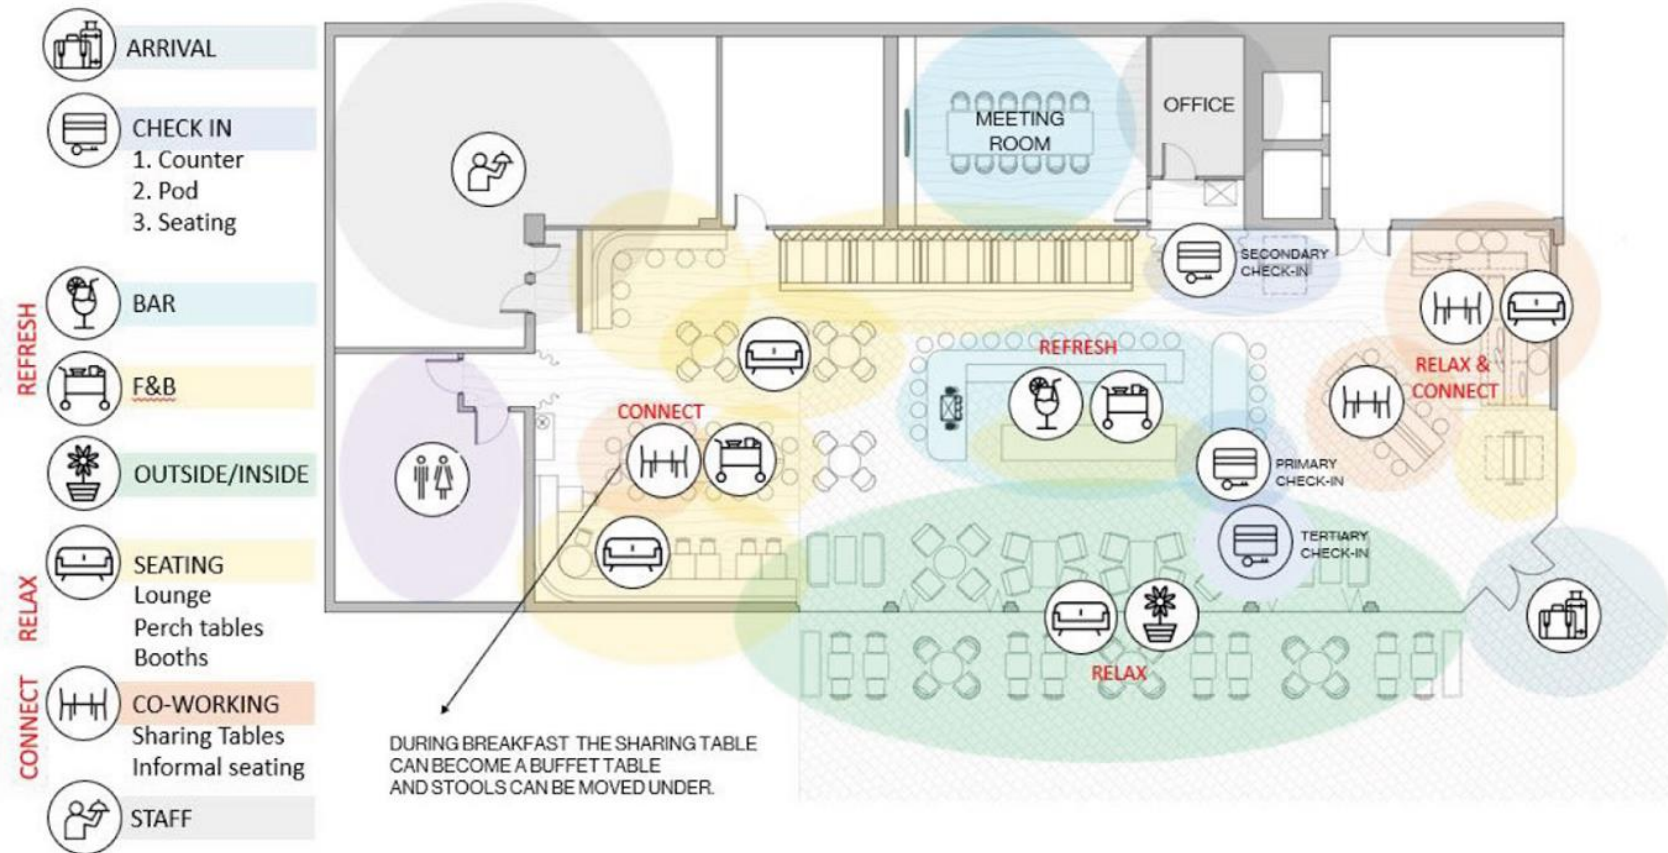 ARRIVAL
CHECK IN
1. Counter
2. Pod
3. Seating
REFRESH
BAR
F&B
OUTSIDE/INSIDE
RELAX
SEATING
Lounge
Perch tables
Booths
CONNECT
CO-WORKING
Sharing Tables
Informal seating
STAFF
MEETING
ROOM
OFFICE
SECONDARY
CHECK-IN
REFRESH
RELAX &
CONNECT
CONNECT
PRIMARY
CHECK-IN
TERTIARY
CHECK-IN
RELAX
DURING BREAKFAST THE SHARING TABLE
CAN BECOME A BUFFET TABLE
AND STOOLS CAN BE MOVED UNDER.